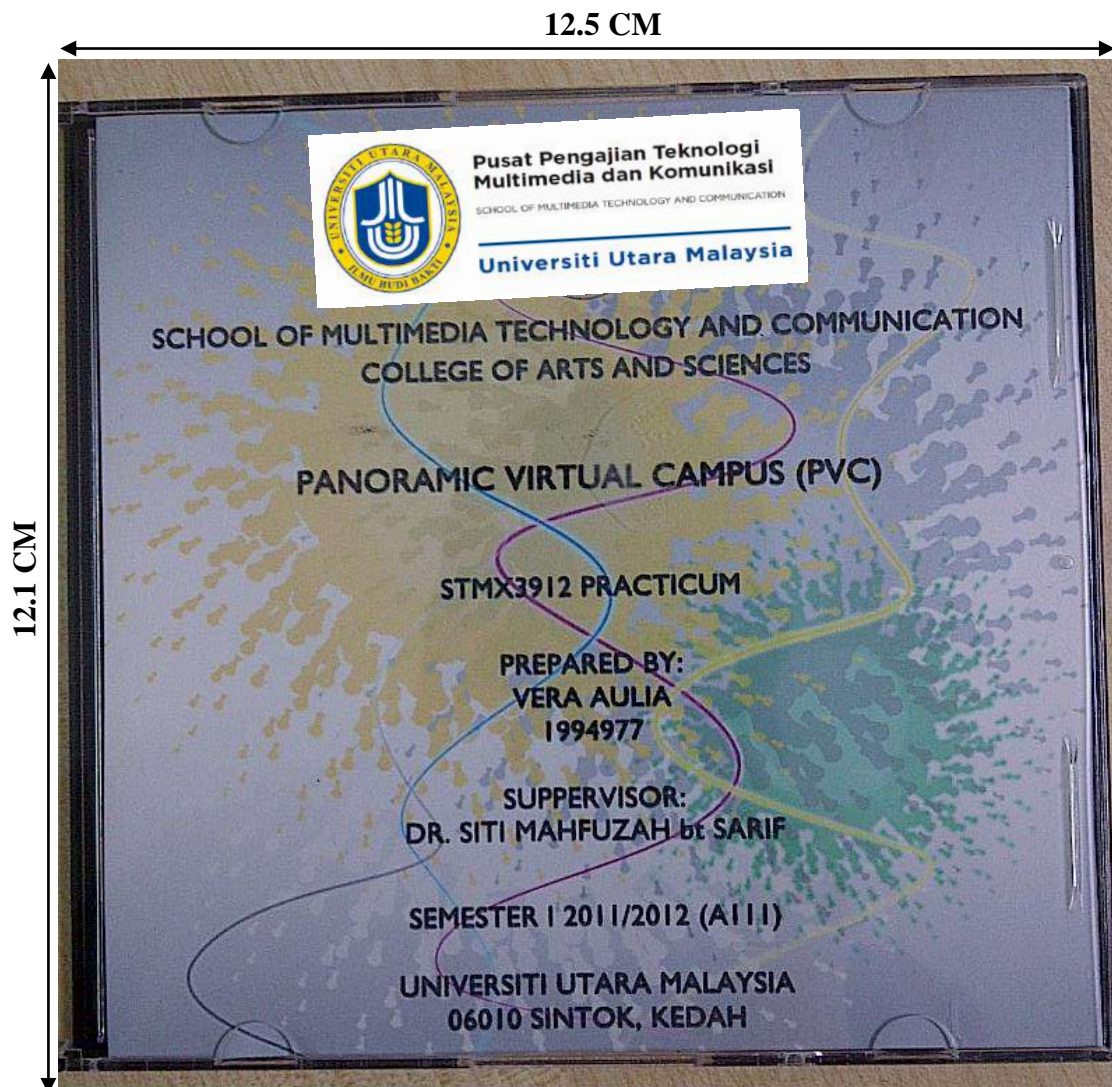 12.5 CM
12.1 CM
UNIVERSITI UTARA MALAYSIA
ILMU BUDI BAKTI
Pusat Pengajian Teknologi
Multimedia dan Komunikasi
SCHOOL OF MULTIMEDIA TECHNOLOGY AND COMMUNICATION
Universiti Utara Malaysia
SCHOOL OF MULTIMEDIA TECHNOLOGY AND COMMUNICATION
COLLEGE OF ARTS AND SCIENCES
PANORAMIC VIRTUAL CAMPUS (PVC)
STMX3912 PRACTICUM
PREPARED BY:
VERA AULIA
1994977
SUPPERVISOR:
DR. SITI MAHFUZAH bt SARIF
SEMESTER I 2011/2012 (A111)
UNIVERSITI UTARA MALAYSIA
06010 SINTOK, KEDAH